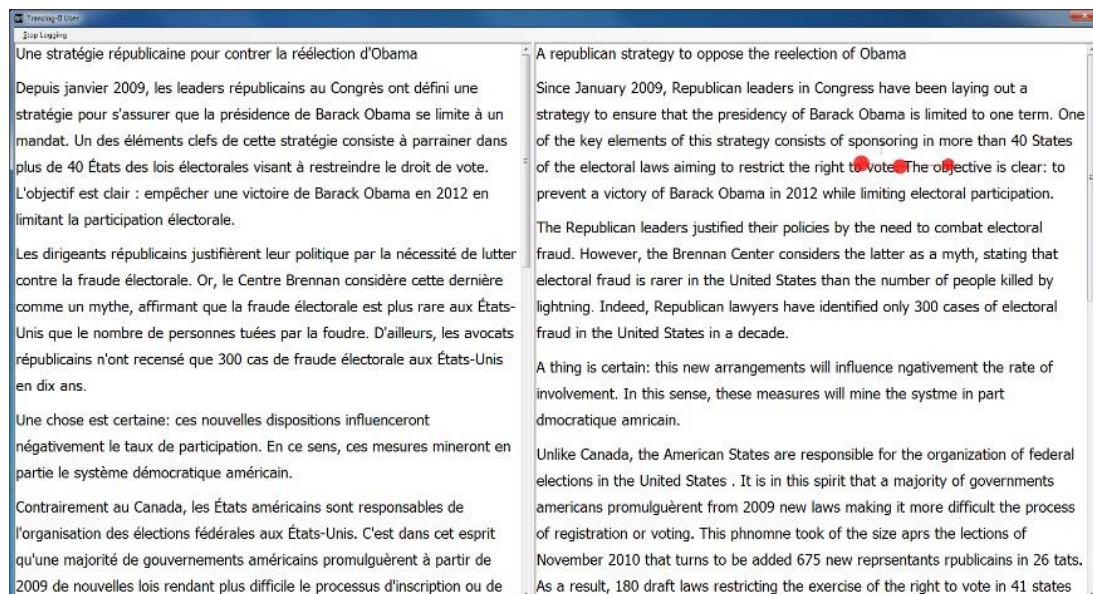 Translog-II User
Stop Logging
Une stratégie républicaine pour contrer la réélection d'Obama
Depuis janvier 2009, les leaders républicains au Congrès ont défini une
stratégie pour s'assurer que la présidence de Barack Obama se limite à un
mandat. Un des éléments clefs de cette stratégie consiste à parrainer dans
plus de 40 États des lois électorales visant à restreindre le droit de vote.
L'objectif est clair : empêcher une victoire de Barack Obama en 2012 en
limitant la participation électorale.
Les dirigeants républicains justifièrent leur politique par la nécessité de lutter
contre la fraude électorale. Or, le Centre Brennan considère cette dernière
comme un mythe, affirmant que la fraude électorale est plus rare aux États-
Unis que le nombre de personnes tuées par la foudre. D'ailleurs, les avocats
républicains n'ont recensé que 300 cas de fraude électorale aux États-Unis
en dix ans.
Une chose est certaine: ces nouvelles dispositions influenceront
négativement le taux de participation. En ce sens, ces mesures mineront en
partie le système démocratique américain.
Contrairement au Canada, les États américains sont responsables de
l'organisation des élections fédérales aux États-Unis. C'est dans cet esprit
qu'une majorité de gouvernements américains promulguèrent à partir de
2009 de nouvelles lois rendant plus difficile le processus d'inscription ou de
A republican strategy to oppose the reelection of Obama
Since January 2009, Republican leaders in Congress have been laying out a
strategy to ensure that the presidency of Barack Obama is limited to one term. One
of the key elements of this strategy consists of sponsoring in more than 40 States
of the electoral laws aiming to restrict the right to vote. The objective is clear: to
prevent a victory of Barack Obama in 2012 while limiting electoral participation.
The Republican leaders justified their policies by the need to combat electoral
fraud. However, the Brennan Center considers the latter as a myth, stating that
electoral fraud is rarer in the United States than the number of people killed by
lightning. Indeed, Republican lawyers have identified only 300 cases of electoral
fraud in the United States in a decade.
A thing is certain: this new arrangements will influence ngativement the rate of
involvement. In this sense, these measures will mine the systme in part
dmocratique amricain.
Unlike Canada, the American States are responsible for the organization of federal
elections in the United States . It is in this spirit that a majority of governments
americans promulguèrent from 2009 new laws making it more difficult the process
of registration or voting. This phnomne took of the size aprs the lections of
November 2010 that turns to be added 675 new reprsentants rpublicains in 26 tats.
As a result, 180 draft laws restricting the exercise of the right to vote in 41 states